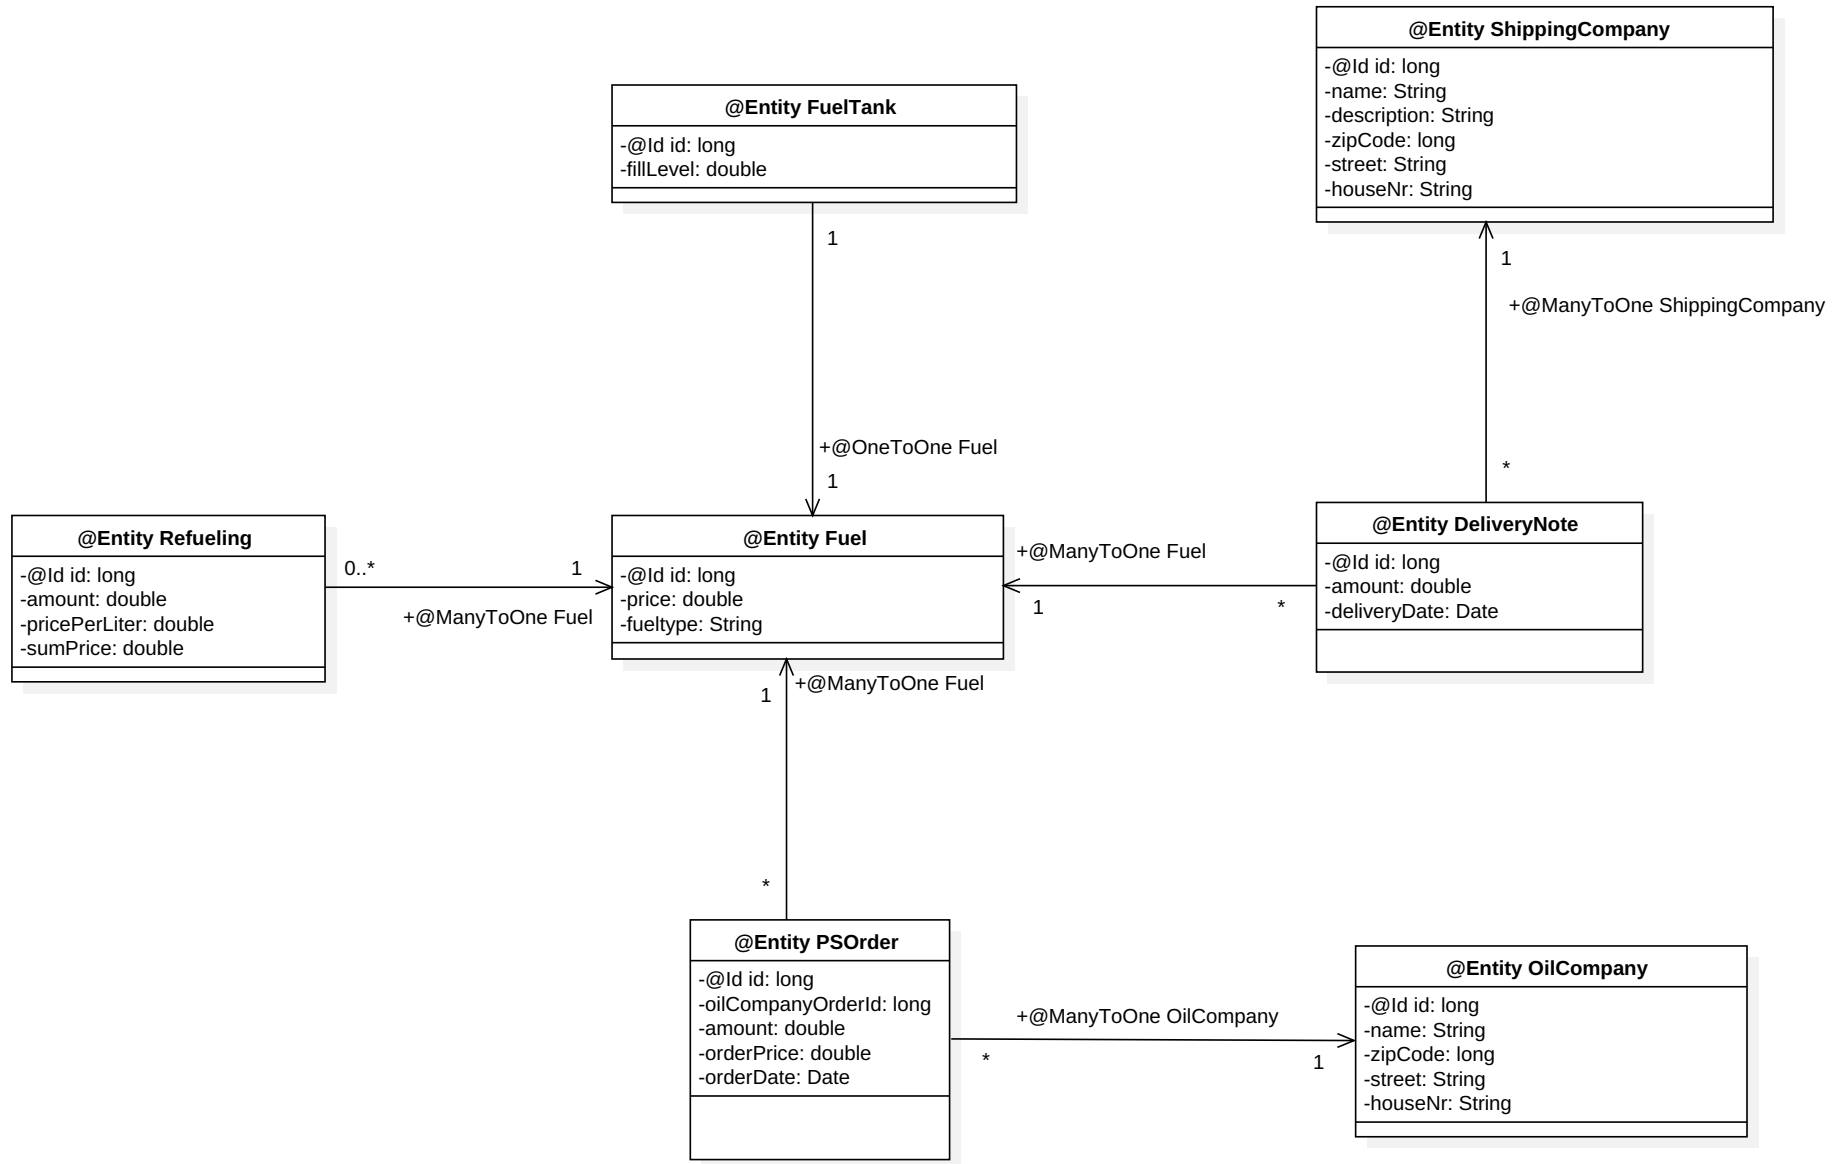 @Entity ShippingCompany
-@Id id: long
-name: String
-description: String
-zipCode: long
-street: String
-houseNr: String
1
+@ManyToOne ShippingCompany
*
@Entity FuelTank
-@Id id: long
-fillLevel: double
1
+@OneToOne Fuel
1
@Entity Refueling
-@Id id: long
-amount: double
-pricePerLiter: double
-sumPrice: double
0..*
1
+@ManyToOne Fuel
@Entity Fuel
-@Id id: long
-price: double
-fueltype: String
+@ManyToOne Fuel
1
*
@Entity DeliveryNote
-@Id id: long
-amount: double
-deliveryDate: Date
+@ManyToOne Fuel
1
*
@Entity PSOrder
-@Id id: long
-oilCompanyOrderId: long
-amount: double
-orderPrice: double
-orderDate: Date
+@ManyToOne OilCompany
*
1
@Entity OilCompany
-@Id id: long
-name: String
-zipCode: long
-street: String
-houseNr: String